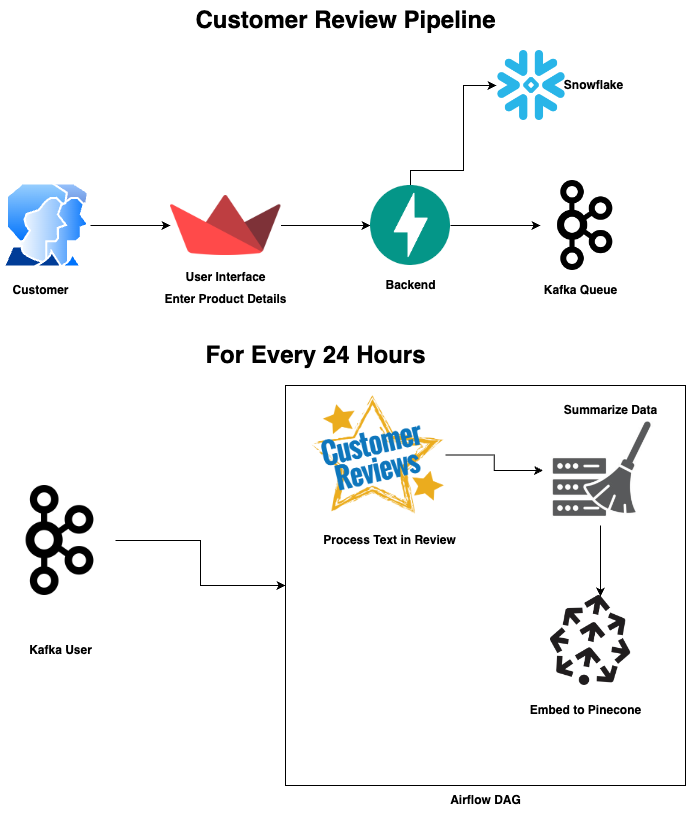 Customer Review Pipeline
Snowflake
Customer
User Interface
Enter Product Details
Backend
Kafka Queue
For Every 24 Hours
Summarize Data
Customer
Reviews
Process Text in Review
Kafka User
Embed to Pinecone
Airflow DAG